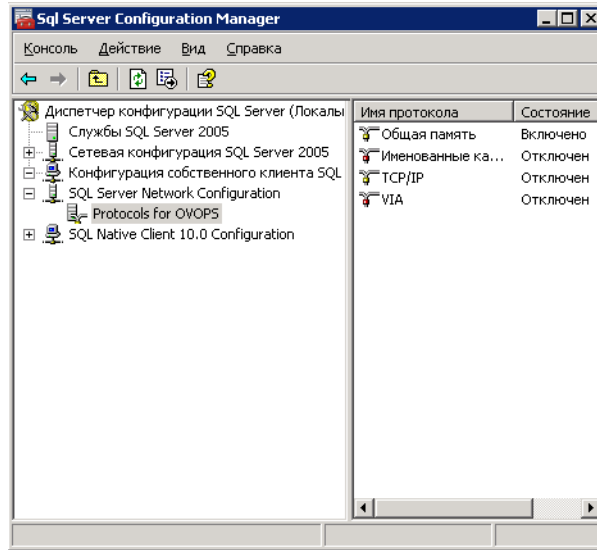 Sql Server Configuration Manager
Консоль Действие Вид Справка
Диспетчер конфигурации SQL Server (Локалы
Службы SQL Server 2005
Сетевая конфигурация SQL Server 2005
Конфигурация собственного клиента SQL
SQL Server Network Configuration
Protocols for OVOPS
SQL Native Client 10.0 Configuration
Имя протокола Состояние
Общая память Включено
Именованные ка... Отключен
TCP/IP Отключен
VIA Отключен